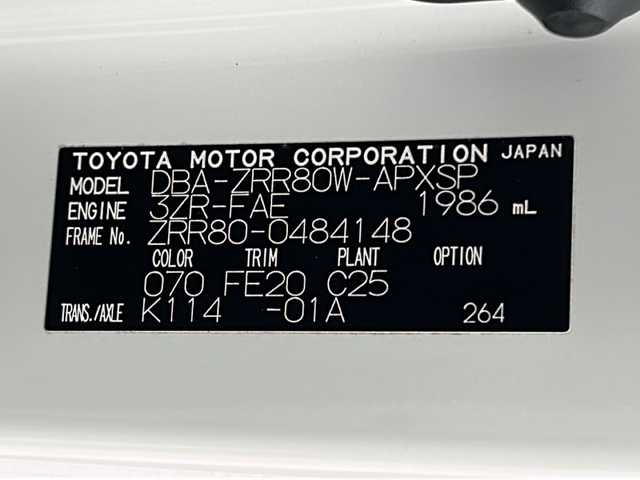 TOYOTA MOTOR CORPORATION JAPAN
MODEL DBA-ZRR80W-APXSP
ENGINE 3ZR-FAE 1986 mL
FRAME No. ZRR80-0484148
COLOR TRIM PLANT OPTION
070 FE20 C25
TRANS./AXLE K114 -01A 264